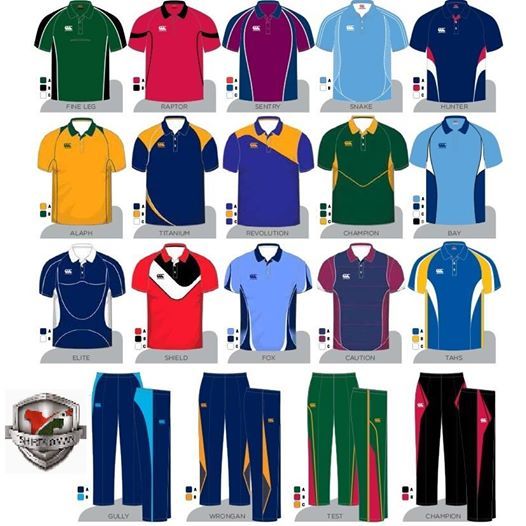 FINE LEG
RAPTOR
SENTRY
SNAKE
HUNTER
ALAPH
TITANIUM
REVOLUTION
CHAMPION
BAY
ELITE
SHIELD
FOX
CAUTION
TAHS
GULLY
WRONGAN
TEST
CHAMPION